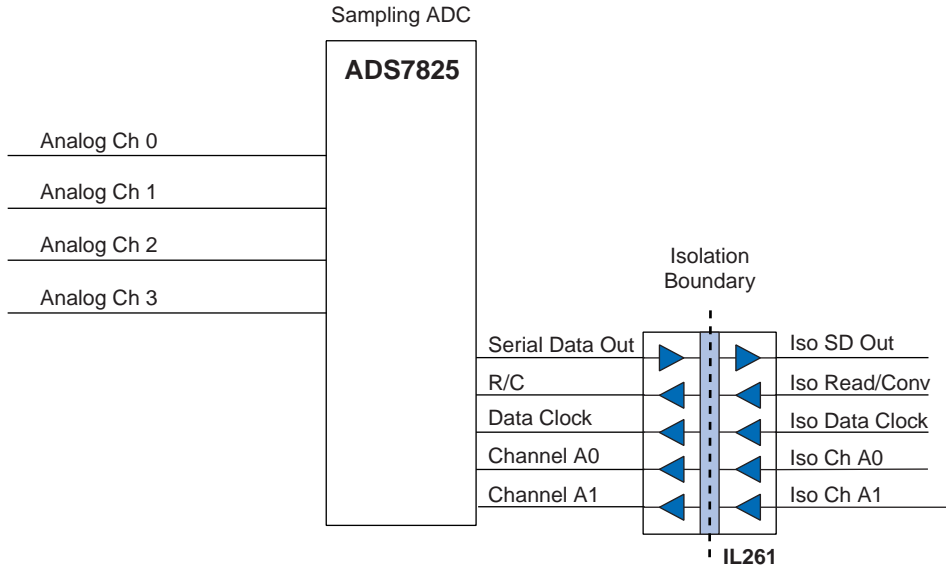 Sampling ADC
ADS7825
Analog Ch 0
Analog Ch 1
Analog Ch 2
Analog Ch 3
Isolation
Boundary
Serial Data Out
Iso SD Out
R/C
Iso Read/Conv
Data Clock
Iso Data Clock
Channel A0
Iso Ch A0
Channel A1
Iso Ch A1
IL261